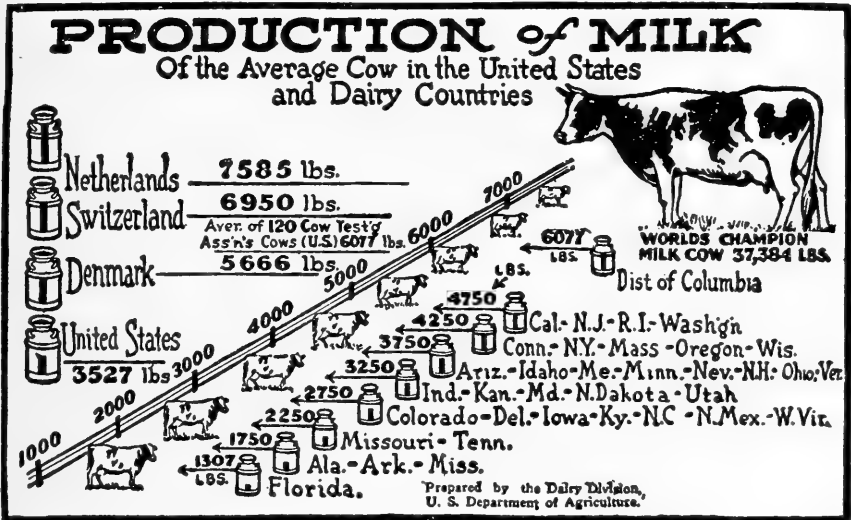 PRODUCTION of MILK
Of the Average Cow in the United States
and Dairy Countries
Netherlands 7585 lbs.
Switzerland 6950 lbs.
Aver. of 120 Cow Test'g
Ass'n's Cows (U.S.) 6077 lbs.
Denmark 5666 lbs.
United States
3527 lbs
1000
2000
3000
4000
5000
6000
7000
WORLDS CHAMPION
MILK COW 37,384 LBS.
6077
LBS.
Dist of Columbia
LBS.
4750
Cal.-N.J.-R.I.-Wash'g'n
4250
Conn.-N.Y.-Mass-Oregon-Wis.
3750
Ariz.-Idaho-Me.-Minn.-Nev.-N.H.-Ohio,-Ver.
3250
Ind.-Kan.-Md.-N.Dakota-Utah
2750
Colorado-Del.-Iowa-Ky.-N.C-N.Mex.-W.Vir.
2250
Missouri-Tenn.
1750
Ala.-Ark.-Miss.
1307
LBS.
Florida.
Prepared by the Dairy Division,
U. S. Department of Agriculture.